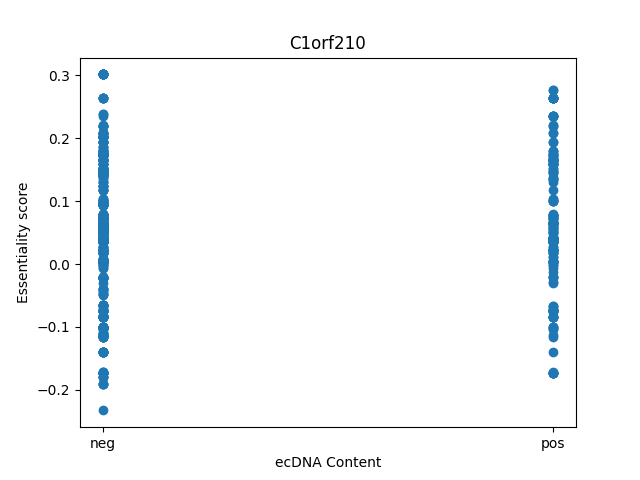 C1orf210
Essentiality score
0.3
0.2
0.1
0.0
−0.1
−0.2
neg
pos
ecDNA Content